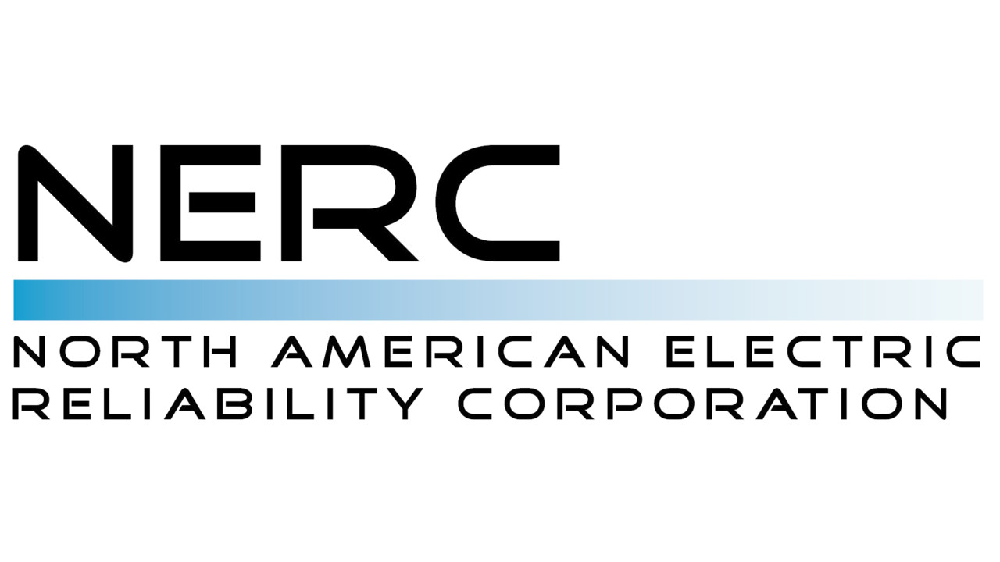 NERC
NORTH AMERICAN ELECTRIC
RELIABILITY CORPORATION